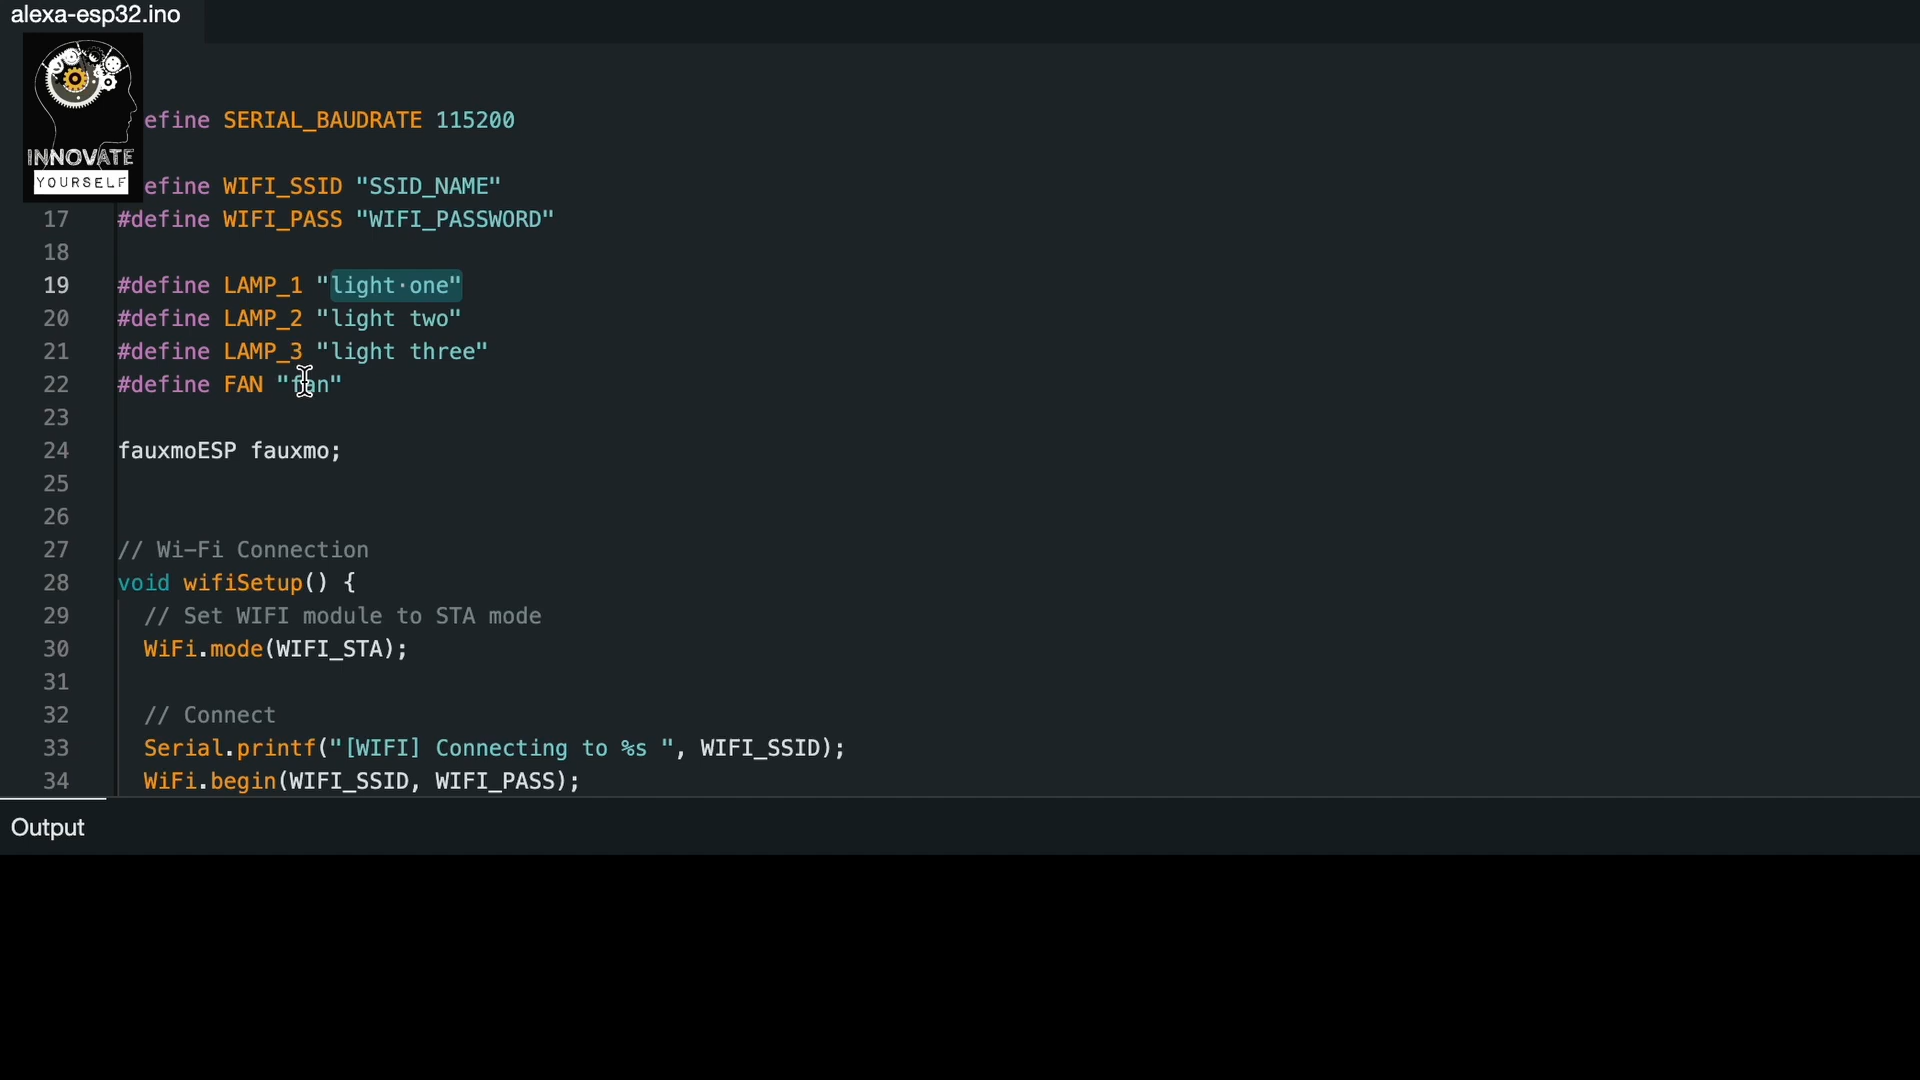 alexa-esp32.ino
INNOVATE
YOURSELF
efine SERIAL_BAUDRATE 115200
efine WIFI_SSID "SSID_NAME"
17 #define WIFI_PASS "WIFI_PASSWORD"
18
19 #define LAMP_1 "light·one"
20 #define LAMP_2 "light two"
21 #define LAMP_3 "light three"
22 #define FAN "fan"
23
24 fauxmoESP fauxmo;
25
26
27 // Wi-Fi Connection
28 void wifiSetup() {
29 // Set WIFI module to STA mode
30 WiFi.mode(WIFI_STA);
31
32 // Connect
33 Serial.printf("[WIFI] Connecting to %s ", WIFI_SSID);
34 WiFi.begin(WIFI_SSID, WIFI_PASS);
Output